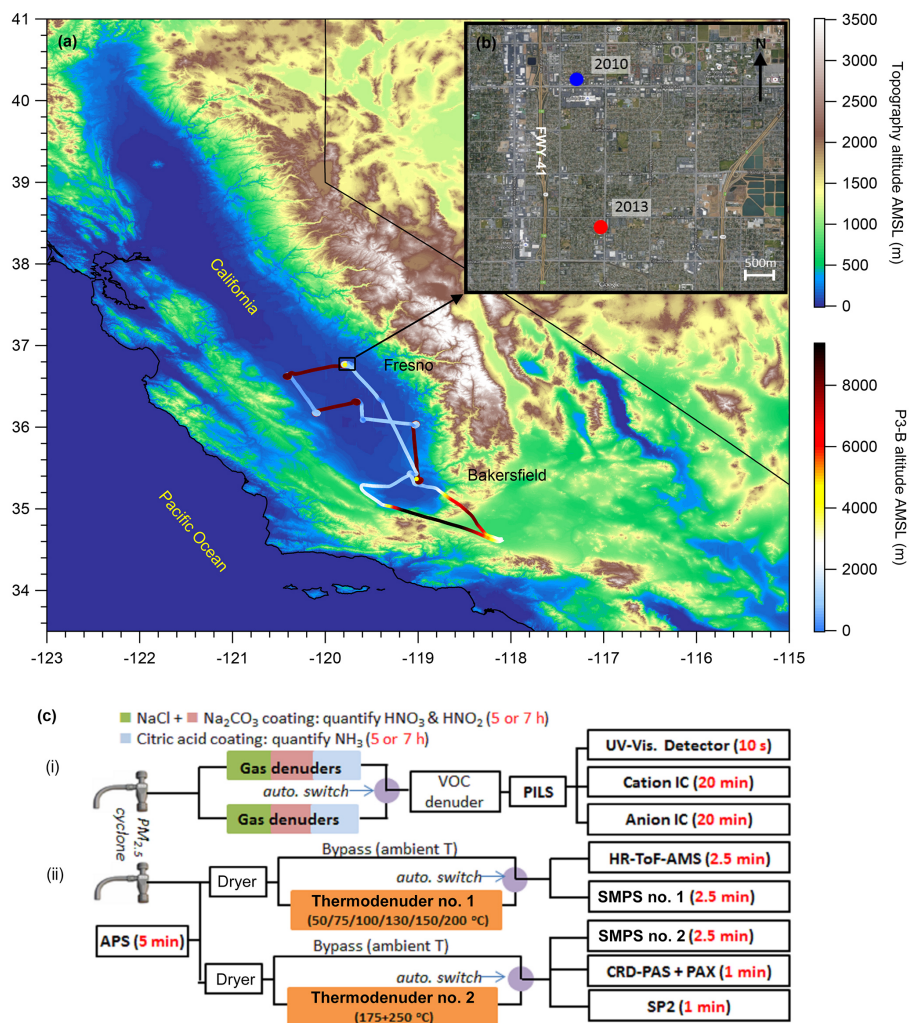 (a)
41
40
39
38
37
36
35
34
-123
-122
-121
-120
-119
-118
-117
-116
-115
California
Fresno
Bakersfield
Pacific Ocean
(b)
2010
2013
FWY-41
N
500m
3500
3000
2500
2000
1500
1000
500
0
Topography altitude AMSL (m)
8000
6000
4000
2000
0
P3-B altitude AMSL (m)
(c)
NaCl + Na₂CO₃ coating: quantify HNO₃ & HNO₂ (5 or 7 h)
Citric acid coating: quantify NH₃ (5 or 7 h)
(i)
Gas denuders
auto. switch
Gas denuders
VOC
denuder
PILS
UV-Vis. Detector (10 s)
Cation IC (20 min)
Anion IC (20 min)
PM₂.₅
cyclone
(ii)
Bypass (ambient T)
Dryer
auto. switch
Thermodenuder no. 1
(50/75/100/130/150/200 °C)
HR-ToF-AMS (2.5 min)
SMPS no. 1 (2.5 min)
APS (5 min)
Bypass (ambient T)
Dryer
auto. switch
Thermodenuder no. 2
(175+250 °C)
SMPS no. 2 (2.5 min)
CRD-PAS + PAX (1 min)
SP2 (1 min)